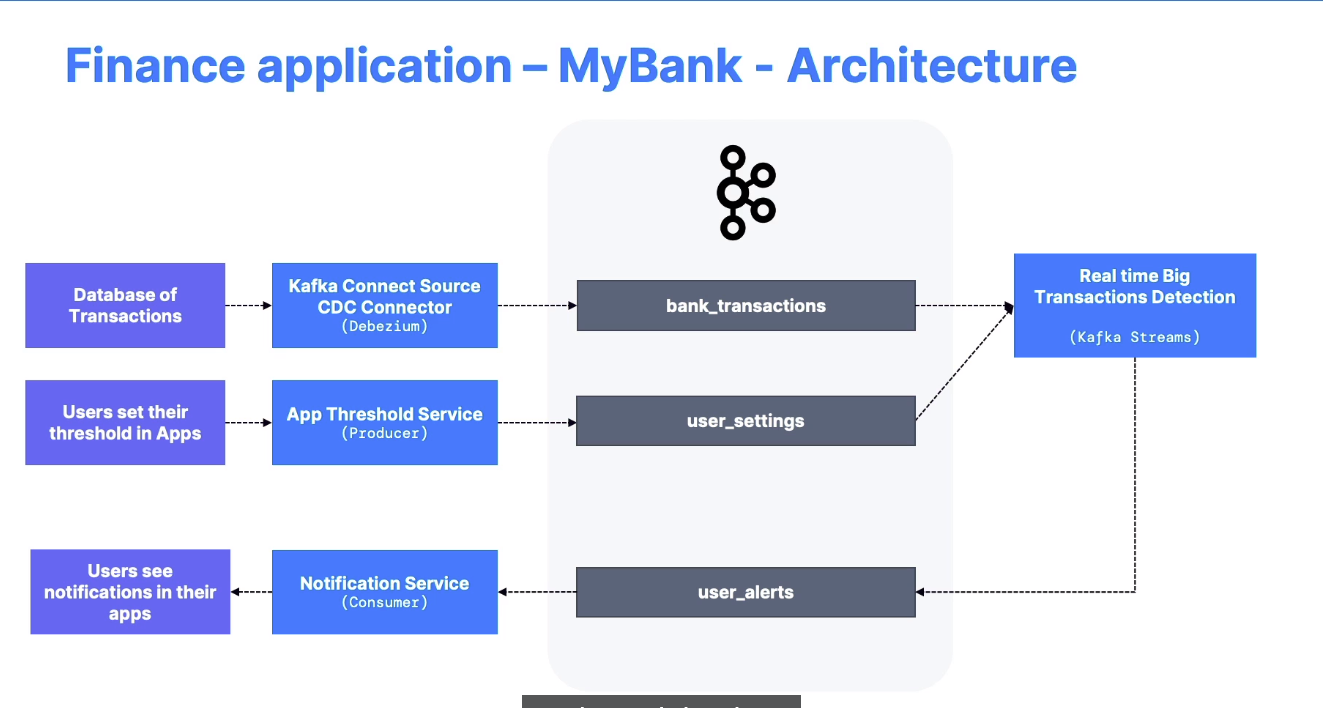 Finance application – MyBank - Architecture
Database of
Transactions
Kafka Connect Source
CDC Connector
(Debezium)
bank_transactions
Real time Big
Transactions Detection
(Kafka Streams)
Users set their
threshold in Apps
App Threshold Service
(Producer)
user_settings
Users see
notifications in their
apps
Notification Service
(Consumer)
user_alerts